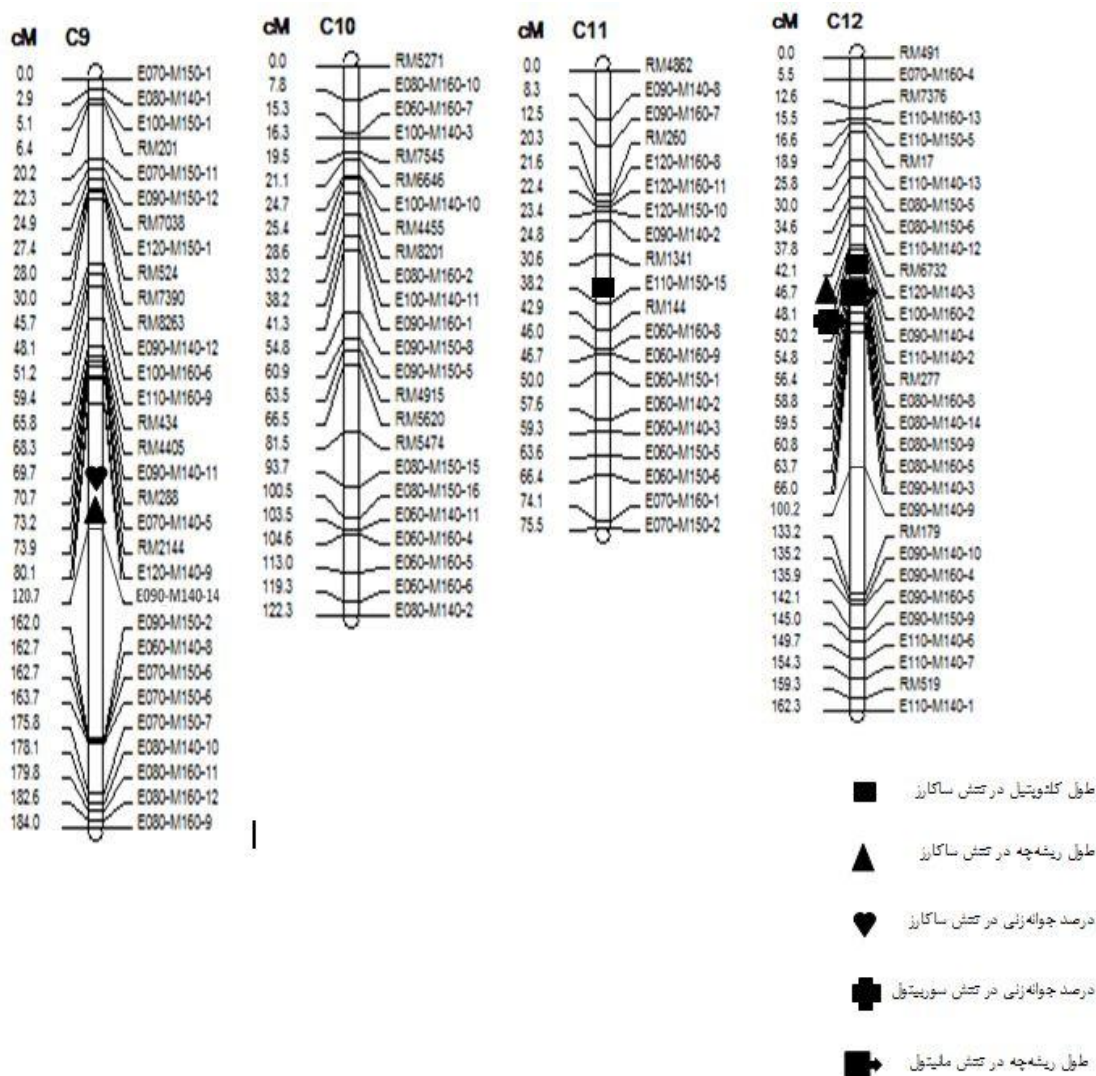 cM C9
0.0 E070-M150-1
2.9 E080-M140-1
5.1 E100-M150-1
6.4 RM201
20.2 E070-M150-11
22.3 E090-M150-12
24.9 RM7038
27.4 E120-M150-1
28.0 RM524
30.0 RM7390
45.7 RM8263
48.1 E090-M140-12
51.2 E100-M160-6
59.4 E110-M160-9
65.8 RM434
68.3 RM4405
69.7 E090-M140-11
70.7 RM288
73.2 E070-M140-5
73.9 RM2144
80.1 E120-M140-9
120.7 E090-M140-14
162.0 E090-M150-2
162.7 E060-M140-8
162.7 E070-M150-6
163.7 E070-M150-6
175.8 E070-M150-7
178.1 E080-M140-10
179.8 E080-M160-11
182.6 E080-M160-12
184.0 E080-M160-9
cM C10
0.0 RM5271
7.8 E080-M160-10
15.3 E060-M160-7
16.3 E100-M140-3
19.5 RM7545
21.1 RM6646
24.7 E100-M140-10
25.4 RM4455
28.6 RM8201
33.2 E080-M160-2
38.2 E100-M140-11
41.3 E090-M160-1
54.8 E090-M150-8
60.9 E090-M150-5
63.5 RM4915
66.5 RM5620
81.5 RM5474
93.7 E080-M150-15
100.5 E080-M150-16
103.5 E060-M140-11
104.6 E060-M160-4
113.0 E060-M160-5
119.3 E060-M160-6
122.3 E080-M140-2
cM C11
0.0 RM4862
8.3 E090-M140-8
12.5 E090-M160-7
20.3 RM260
21.6 E120-M160-8
22.4 E120-M160-11
23.4 E120-M150-10
24.8 E090-M140-2
30.6 RM1341
38.2 E110-M150-15
42.9 RM144
46.0 E060-M160-8
46.7 E060-M160-9
50.0 E060-M150-1
57.6 E060-M140-2
59.3 E060-M140-3
63.6 E060-M150-5
66.4 E060-M150-6
74.1 E070-M160-1
75.5 E070-M150-2
cM C12
0.0 RM491
5.5 E070-M160-4
12.6 RM7376
15.5 E110-M160-13
16.6 E110-M150-5
18.9 RM17
25.8 E110-M140-13
30.0 E080-M150-5
34.6 E080-M150-6
37.8 E110-M140-12
42.1 RM6732
46.7 E120-M140-3
48.1 E100-M160-2
50.2 E090-M140-4
54.8 E110-M140-2
56.4 RM277
58.8 E080-M160-8
59.5 E080-M140-14
60.8 E080-M150-9
63.7 E080-M160-5
66.0 E090-M140-3
100.2 E090-M140-9
133.2 RM179
135.2 E090-M140-10
135.9 E090-M160-4
142.1 E090-M160-5
145.0 E090-M150-9
149.7 E110-M140-6
154.3 E110-M140-7
159.3 RM519
162.3 E110-M140-1
طول کلئوپتیل در تنش ساکارز
طول ریشه‌چه در تنش ساکارز
درصد جوانه‌زنی در تنش ساکارز
درصد جوانه‌زنی در تنش سوربیتول
طول ریشه‌چه در تنش مانیتول